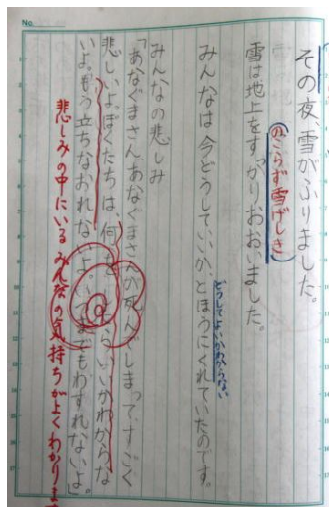 No.
その夜、雪がふりました。
(のこらず雪げしき)
雪は地上をすがりおおいました。
どうしてよいかわからない
みんなは今どうしていいか、とほうにくれていたのです。
みんなの悲しみ
「あなぐまさんあなぐまさんが死んでしまって、すごく
悲しいよ。ぼくたちは、何を したらいいかわからな
いよ。もう立ちなおれないよ。いつまでもわすれないよ」
悲しみの中にいる みんなの気持ちがよくわかります